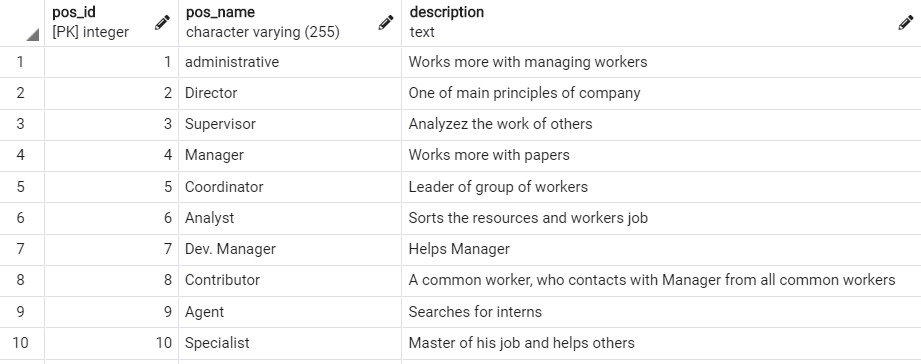 pos_id pos_name description
[PK] integer character varying (255) text
1 1 administrative Works more with managing workers
2 2 Director One of main principles of company
3 3 Supervisor Analyzez the work of others
4 4 Manager Works more with papers
5 5 Coordinator Leader of group of workers
6 6 Analyst Sorts the resources and workers job
7 7 Dev. Manager Helps Manager
8 8 Contributor A common worker, who contacts with Manager from all common workers
9 9 Agent Searches for interns
10 10 Specialist Master of his job and helps others